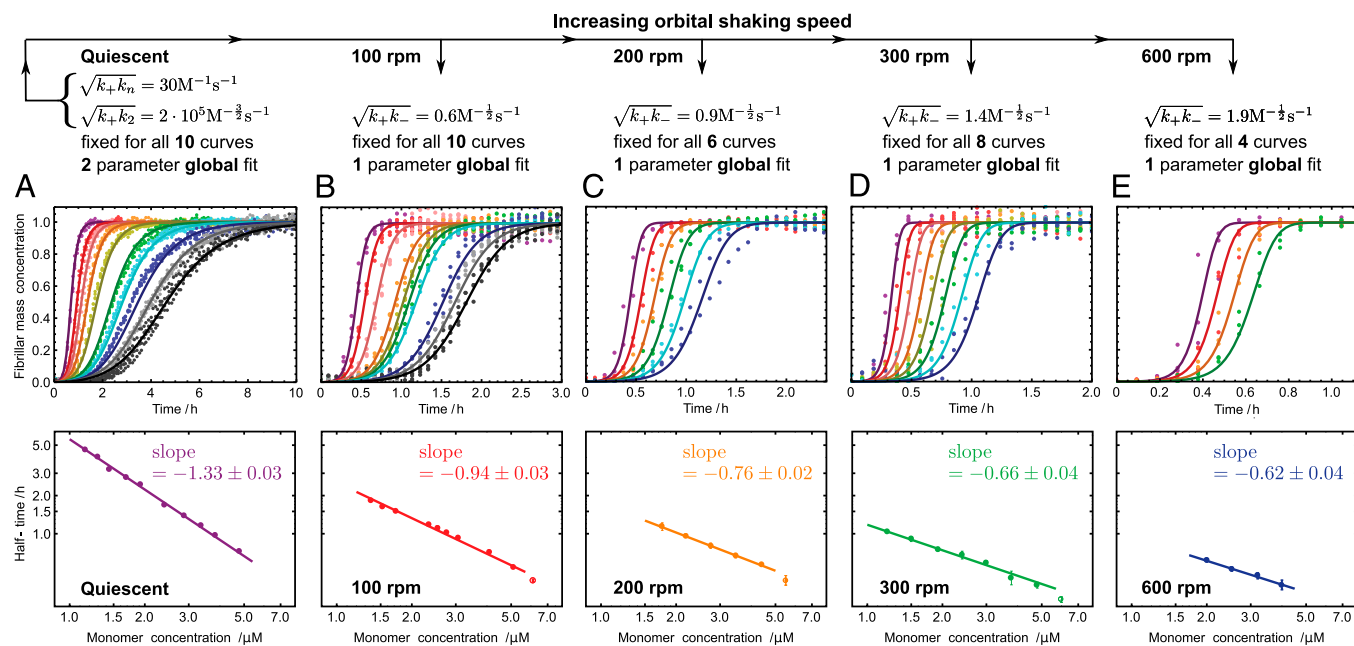 Increasing orbital shaking speed
Quiescent
√k₊kₙ = 30M⁻¹s⁻¹
√k₊k₂ = 2 · 10⁵M^{-3/2}s⁻¹
fixed for all 10 curves
2 parameter global fit
100 rpm
√k₊k₋ = 0.6M^{-1/2}s⁻¹
fixed for all 10 curves
1 parameter global fit
200 rpm
√k₊k₋ = 0.9M^{-1/2}s⁻¹
fixed for all 6 curves
1 parameter global fit
300 rpm
√k₊k₋ = 1.4M^{-1/2}s⁻¹
fixed for all 8 curves
1 parameter global fit
600 rpm
√k₊k₋ = 1.9M^{-1/2}s⁻¹
fixed for all 4 curves
1 parameter global fit
A
Fibrillar mass concentration
1.0
0.8
0.6
0.4
0.2
0.0
0 2 4 6 8 10
Time / h
B
0.0 0.5 1.0 1.5 2.0 2.5 3.0
Time / h
C
0.0 0.5 1.0 1.5 2.0
Time / h
D
0.0 0.5 1.0 1.5 2.0
Time / h
E
0.0 0.2 0.4 0.6 0.8 1.0
Time / h
Half- time / h
5.0
3.0
2.0
1.5
1.0
slope
= −1.33 ± 0.03
Quiescent
1.0 1.5 2.0 3.0 5.0 7.0
Monomer concentration /μM
slope
= −0.94 ± 0.03
100 rpm
1.0 1.5 2.0 3.0 5.0 7.0
Monomer concentration /μM
slope
= −0.76 ± 0.02
200 rpm
1.0 1.5 2.0 3.0 5.0 7.0
Monomer concentration /μM
slope
= −0.66 ± 0.04
300 rpm
1.0 1.5 2.0 3.0 5.0 7.0
Monomer concentration /μM
slope
= −0.62 ± 0.04
600 rpm
1.0 1.5 2.0 3.0 5.0 7.0
Monomer concentration /μM